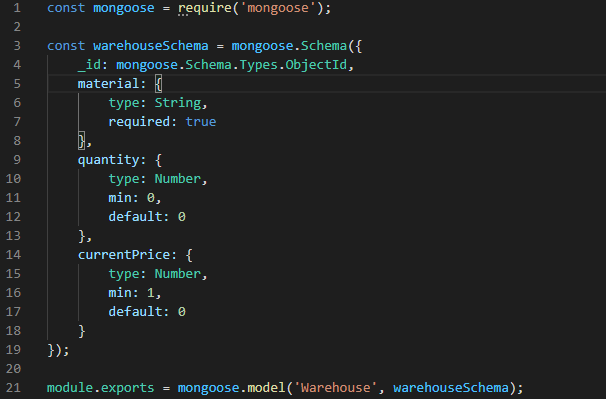 1 const mongoose = require('mongoose');
2
3 const warehouseSchema = mongoose.Schema({
4     _id: mongoose.Schema.Types.ObjectId,
5     material: {
6         type: String,
7         required: true
8     },
9     quantity: {
10         type: Number,
11         min: 0,
12         default: 0
13     },
14     currentPrice: {
15         type: Number,
16         min: 1,
17         default: 0
18     }
19 });
20
21 module.exports = mongoose.model('Warehouse', warehouseSchema);